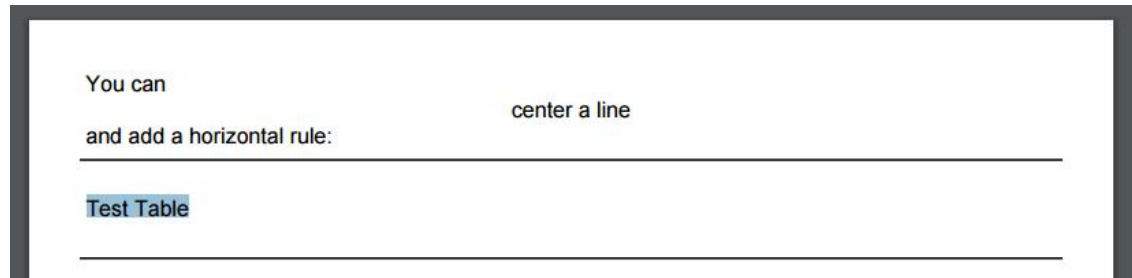 You can
center a line
and add a horizontal rule:
Test Table